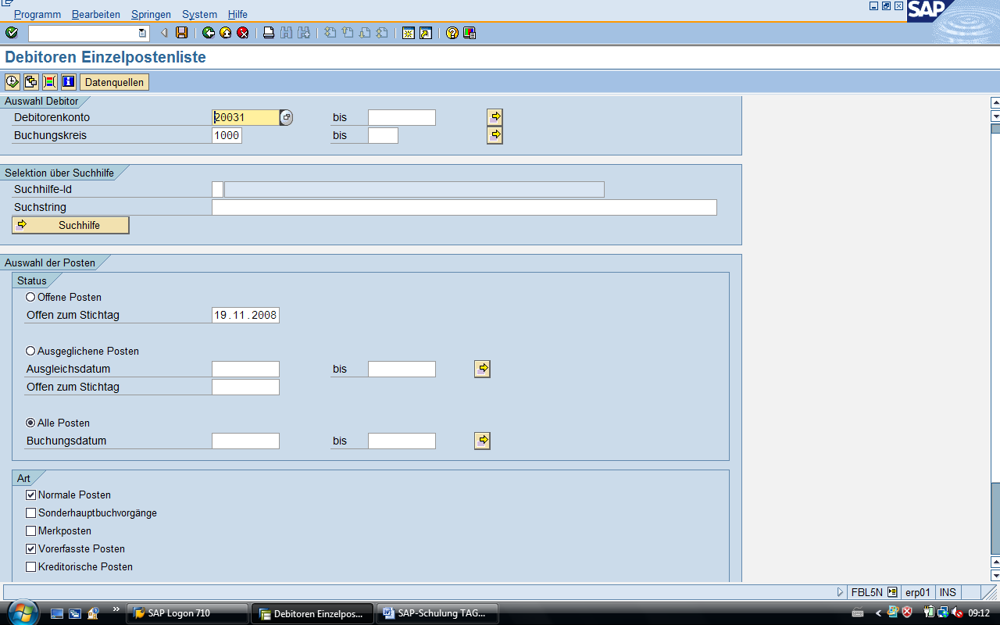 Programm Bearbeiten Springen System Hilfe
SAP
Debitoren Einzelpostenliste
Datenquellen
Auswahl Debitor
Debitorenkonto 20031 bis
Buchungskreis 1000 bis
Selektion über Suchhilfe
Suchhilfe-Id
Suchstring
Suchhilfe
Auswahl der Posten
Status
Offene Posten
Offen zum Stichtag 19.11.2008
Ausgeglichene Posten
Ausgleichsdatum bis
Offen zum Stichtag
Alle Posten
Buchungsdatum bis
Art
Normale Posten
Sonderhauptbuchvorgänge
Merkposten
Vorerfasste Posten
Kreditorische Posten
FBL5N erp01 INS
SAP Logon 710 Debitoren Einzelpos... SAP-Schulung TAG... 09:12